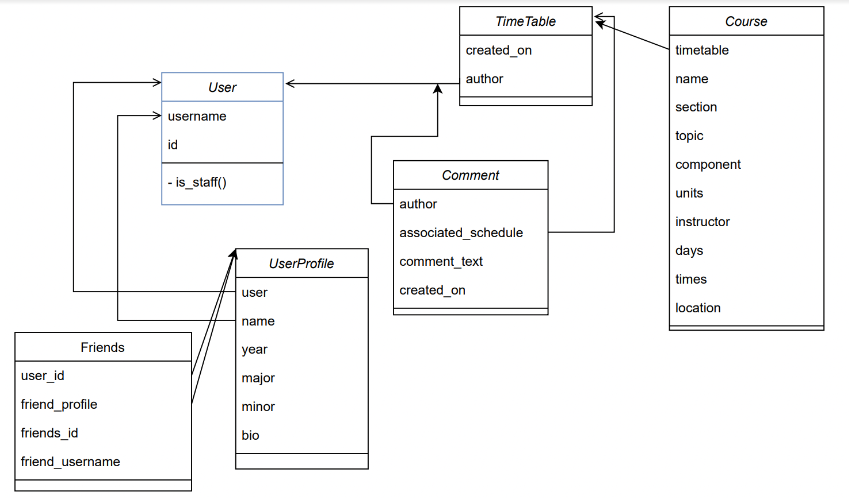 TimeTable
created_on
author
Course
timetable
name
section
topic
component
units
instructor
days
times
location
User
username
id
- is_staff()
Comment
author
associated_schedule
comment_text
created_on
UserProfile
user
name
year
major
minor
bio
Friends
user_id
friend_profile
friends_id
friend_username